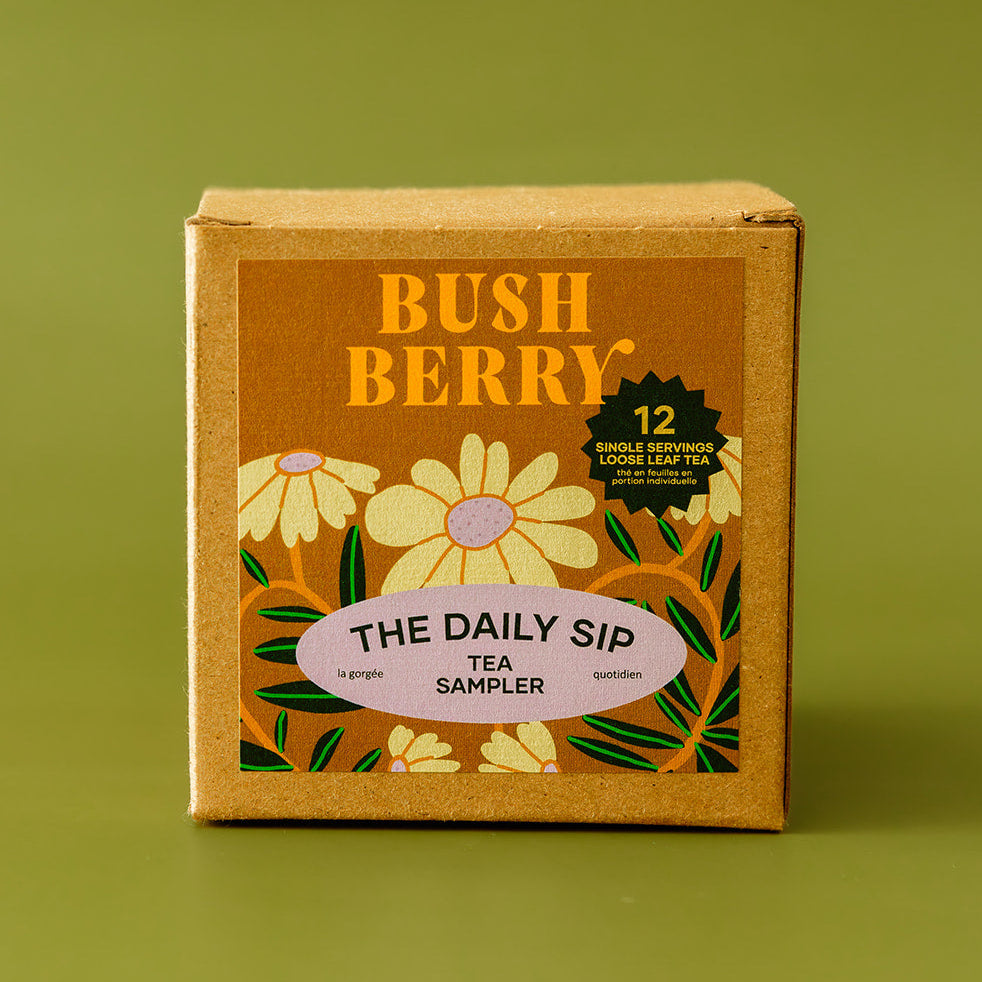 BUSH
BERRY
12
SINGLE SERVINGS
LOOSE LEAF TEA
thé en feuilles en
portion individuelle
THE DAILY SIP
TEA
SAMPLER
la gorgée
quotidien